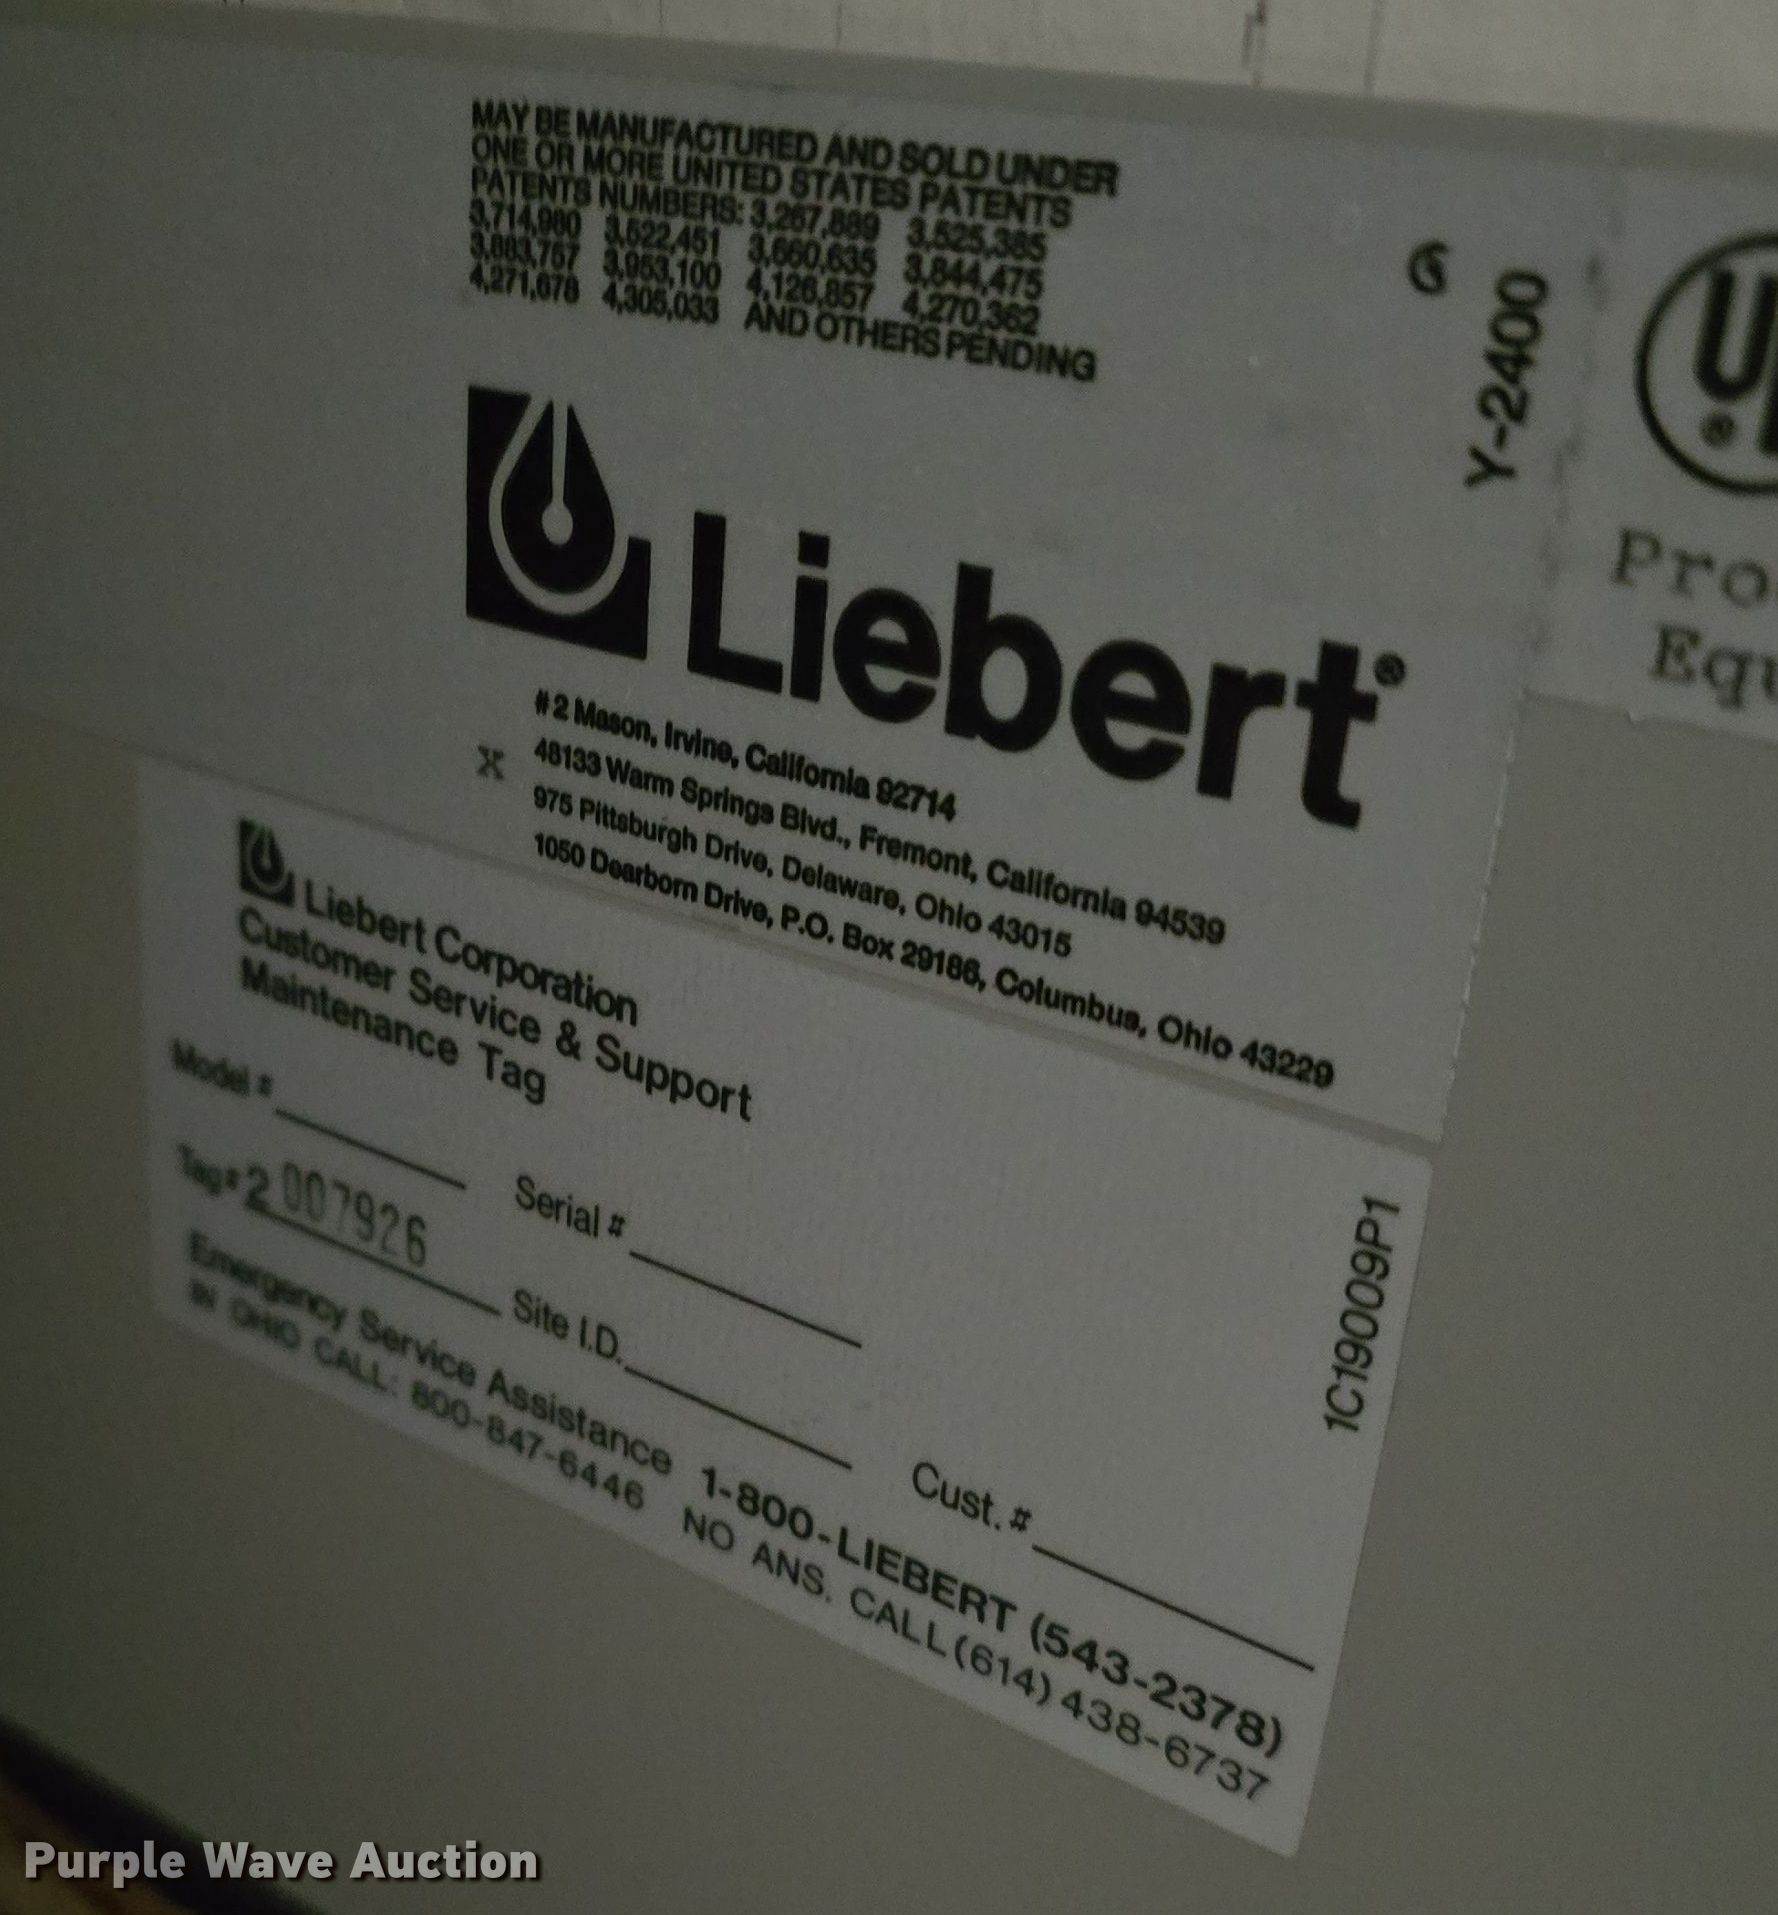 MAY BE MANUFACTURED AND SOLD UNDER
ONE OR MORE UNITED STATES PATENTS
PATENTS NUMBERS: 3,267,889 3,525,385
3,714,980 3,622,451 3,660,635 3,844,475
3,883,767 3,953,100 4,126,857 4,270,362
4,271,678 4,305,033 AND OTHERS PENDING
G
Y-2400
UL
®
Pro
Equ
Liebert®
#2 Mason, Irvine, California 92714
X 48133 Warm Springs Blvd., Fremont, California 94539
975 Pittsburgh Drive, Delaware, Ohio 43015
1050 Dearborn Drive, P.O. Box 29186, Columbus, Ohio 43229
Liebert Corporation
Customer Service & Support
Maintenance Tag
Model # Serial #
Tag# 2 007926 Site I.D. Cust. #
Emergency Service Assistance 1-800-LIEBERT (543-2378)
IN OHIO CALL: 800-847-6446 NO ANS. CALL (614) 438-6737
1C19009P1
Purple Wave Auction